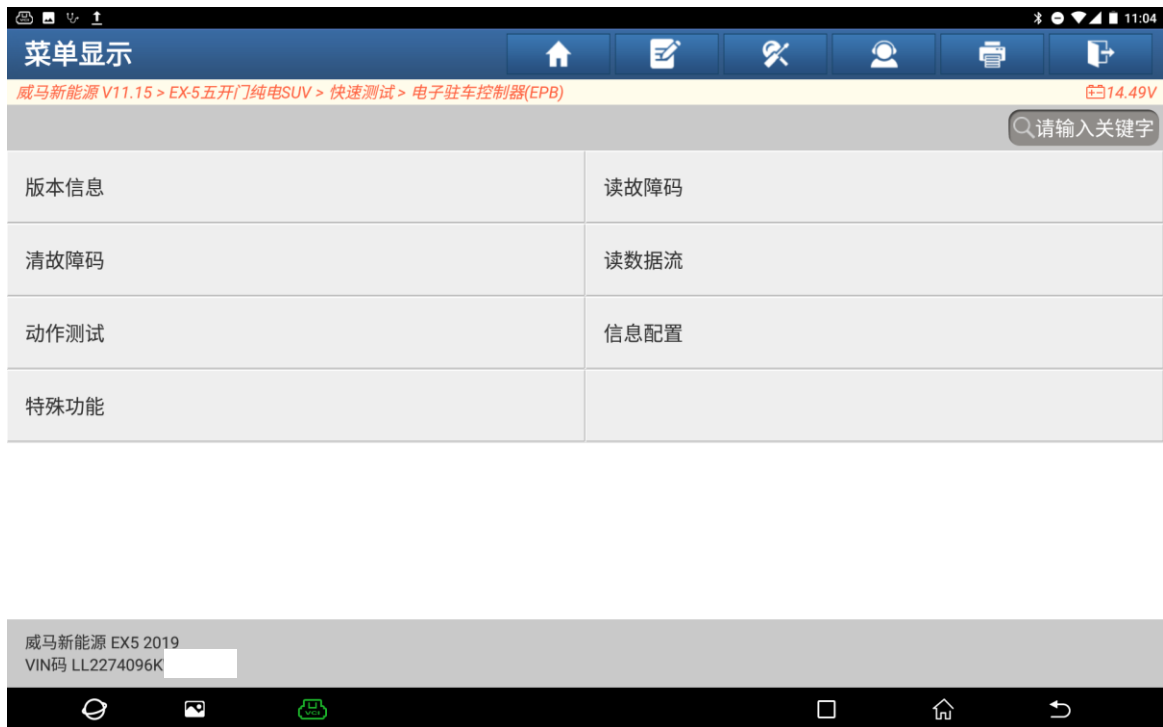 11:04
菜单显示
威马新能源 V11.15 > EX-5五开门纯电SUV > 快速测试 > 电子驻车控制器(EPB)
14.49V
请输入关键字
版本信息
读故障码
清故障码
读数据流
动作测试
信息配置
特殊功能
威马新能源 EX5 2019
VIN码 LL2274096K
VCI